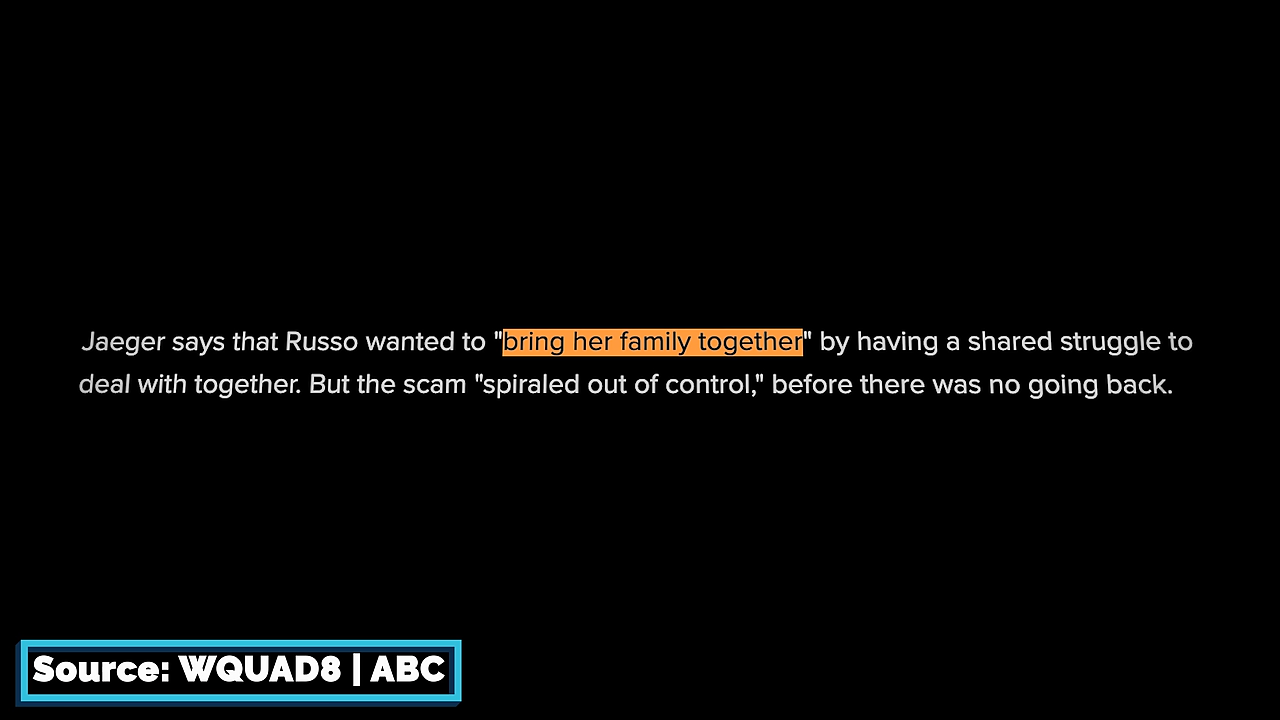 Jaeger says that Russo wanted to "bring her family together" by having a shared struggle to
deal with together. But the scam "spiraled out of control," before there was no going back.
Source: WQUAD8 | ABC